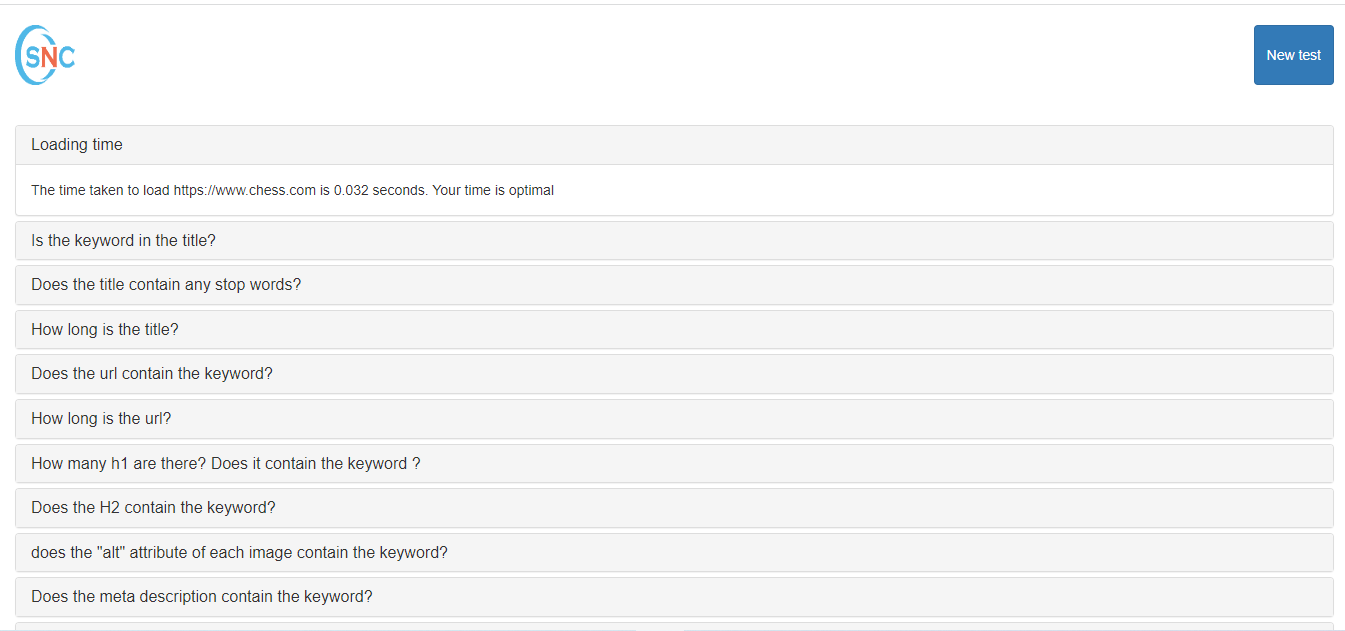 SNC
New test
Loading time
The time taken to load https://www.chess.com is 0.032 seconds. Your time is optimal
Is the keyword in the title?
Does the title contain any stop words?
How long is the title?
Does the url contain the keyword?
How long is the url?
How many h1 are there? Does it contain the keyword ?
Does the H2 contain the keyword?
does the "alt" attribute of each image contain the keyword?
Does the meta description contain the keyword?